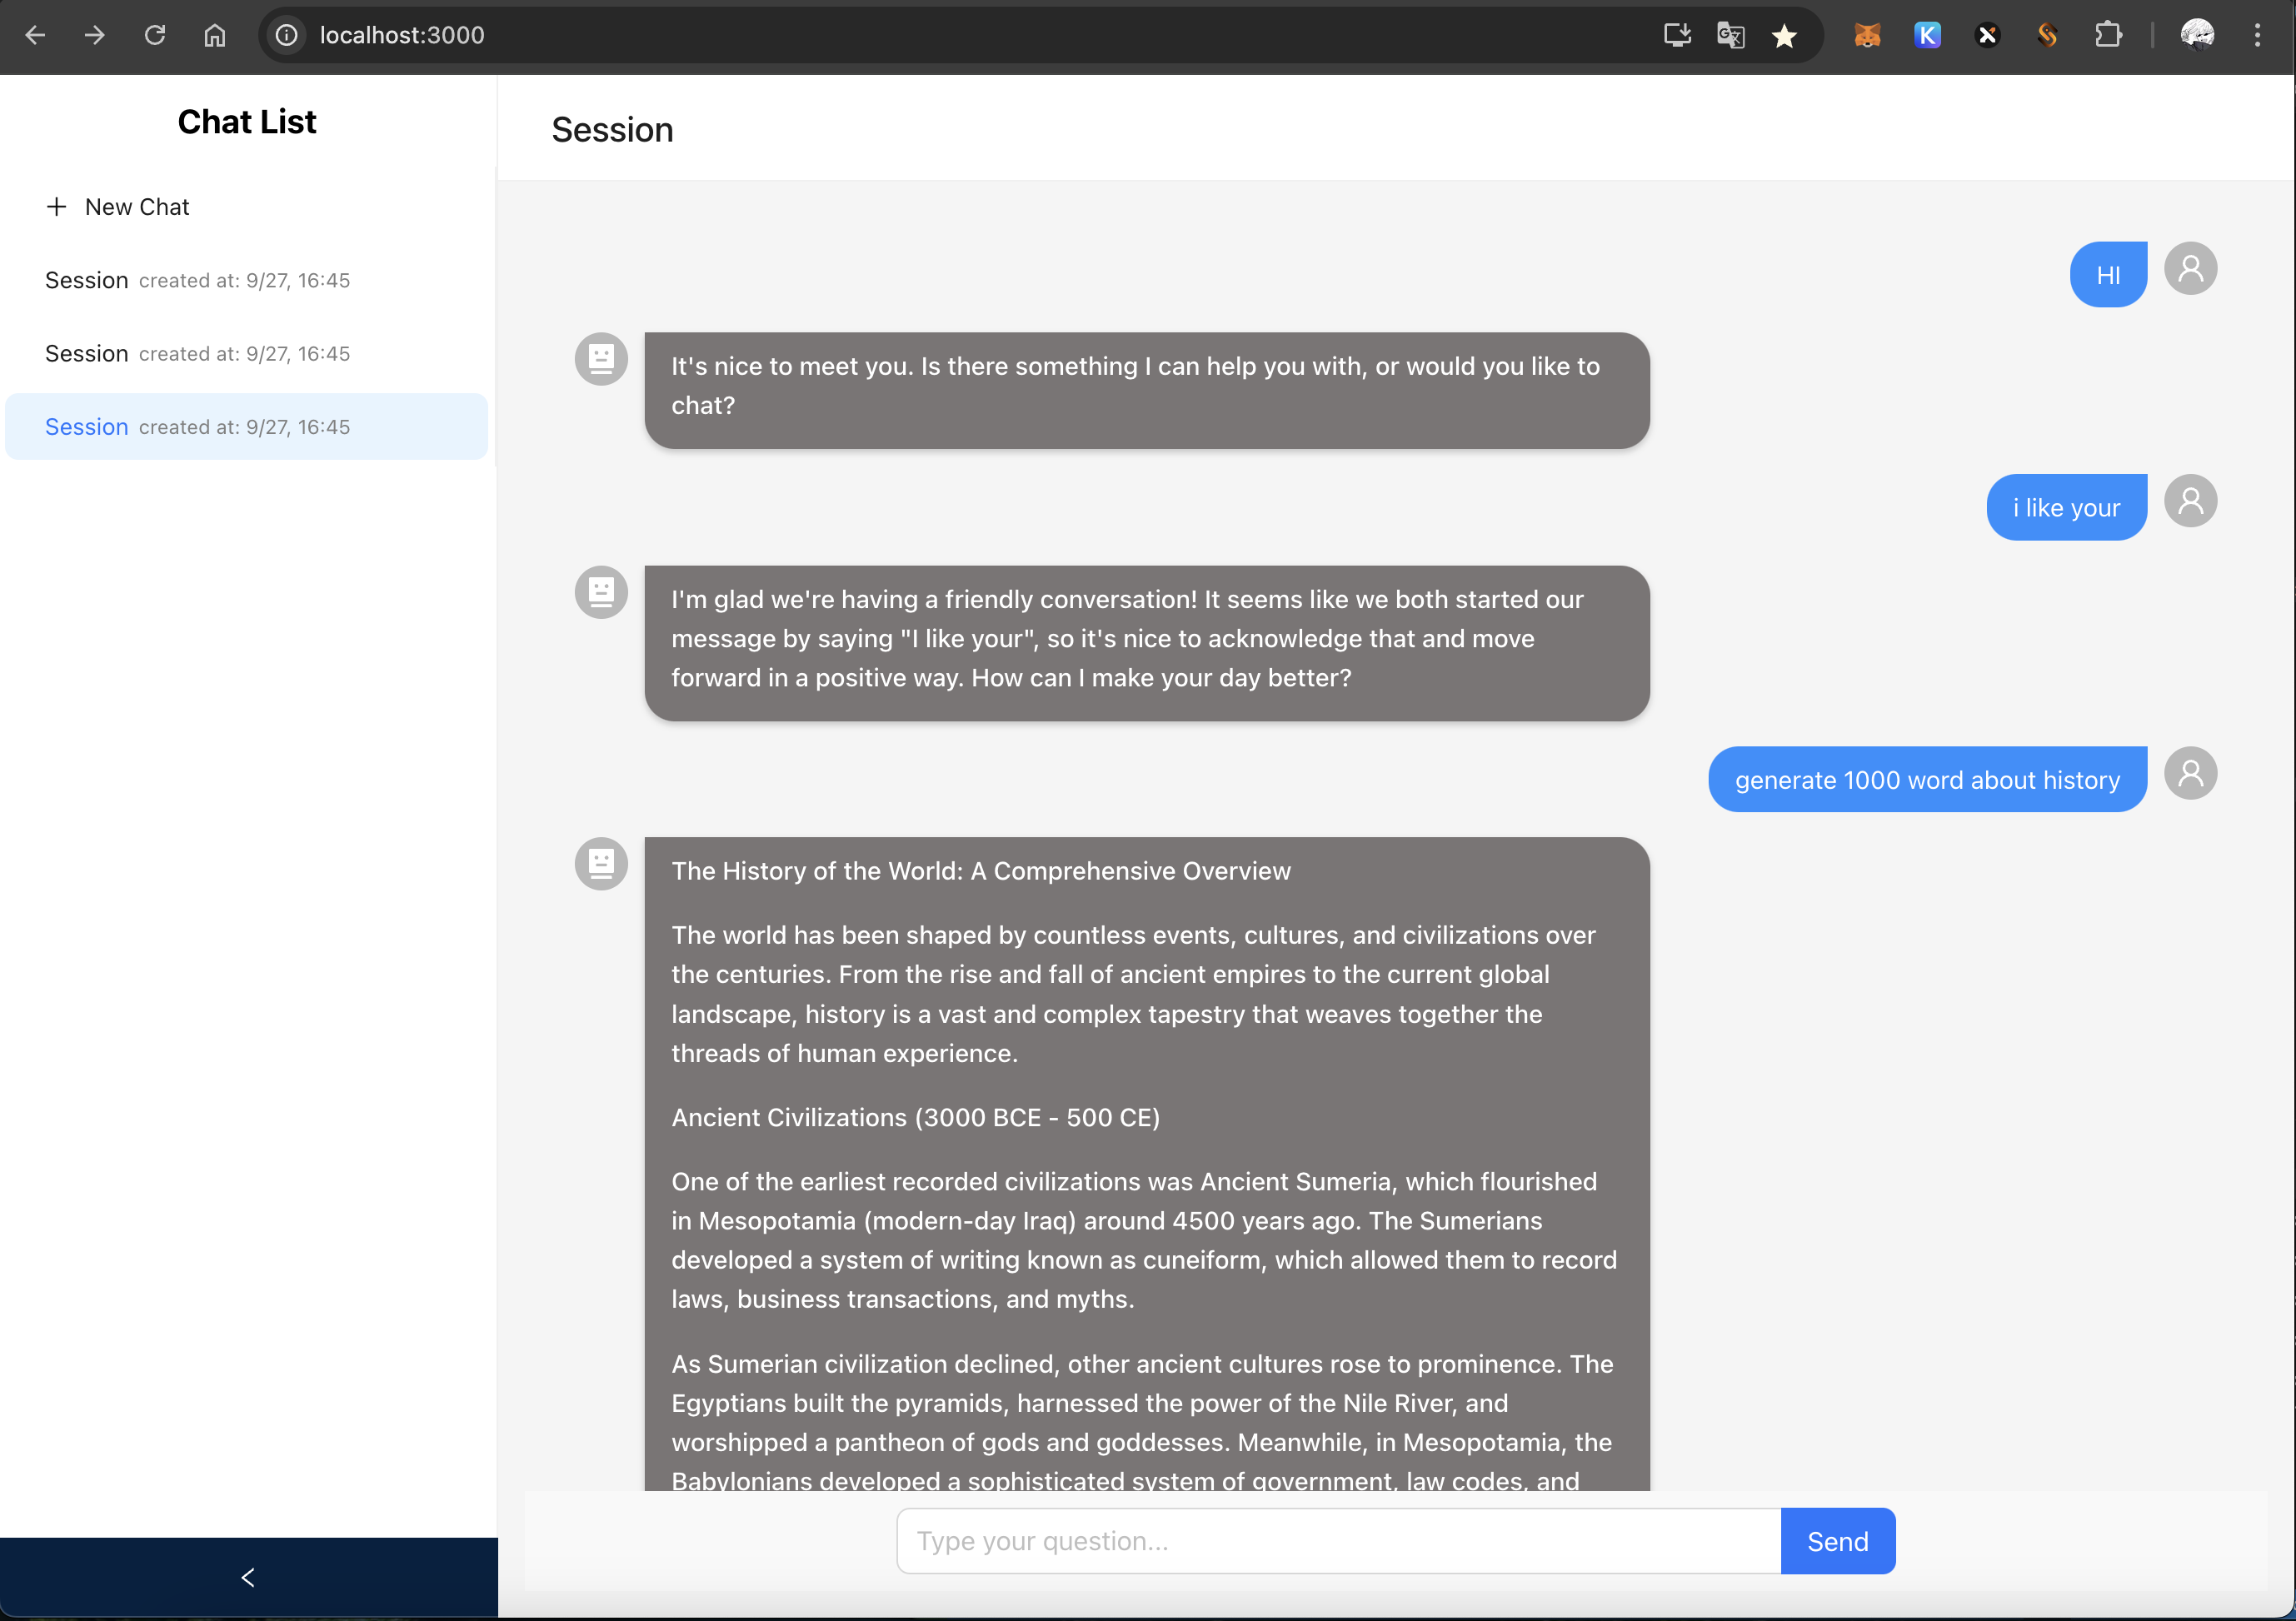 localhost:3000
Chat List
New Chat
Session created at: 9/27, 16:45
Session created at: 9/27, 16:45
Session created at: 9/27, 16:45
Session
HI
It's nice to meet you. Is there something I can help you with, or would you like to
chat?
i like your
I'm glad we're having a friendly conversation! It seems like we both started our
message by saying "I like your", so it's nice to acknowledge that and move
forward in a positive way. How can I make your day better?
generate 1000 word about history
The History of the World: A Comprehensive Overview
The world has been shaped by countless events, cultures, and civilizations over
the centuries. From the rise and fall of ancient empires to the current global
landscape, history is a vast and complex tapestry that weaves together the
threads of human experience.
Ancient Civilizations (3000 BCE - 500 CE)
One of the earliest recorded civilizations was Ancient Sumeria, which flourished
in Mesopotamia (modern-day Iraq) around 4500 years ago. The Sumerians
developed a system of writing known as cuneiform, which allowed them to record
laws, business transactions, and myths.
As Sumerian civilization declined, other ancient cultures rose to prominence. The
Egyptians built the pyramids, harnessed the power of the Nile River, and
worshipped a pantheon of gods and goddesses. Meanwhile, in Mesopotamia, the
Babylonians developed a sophisticated system of government, law codes, and
Type your question...
Send